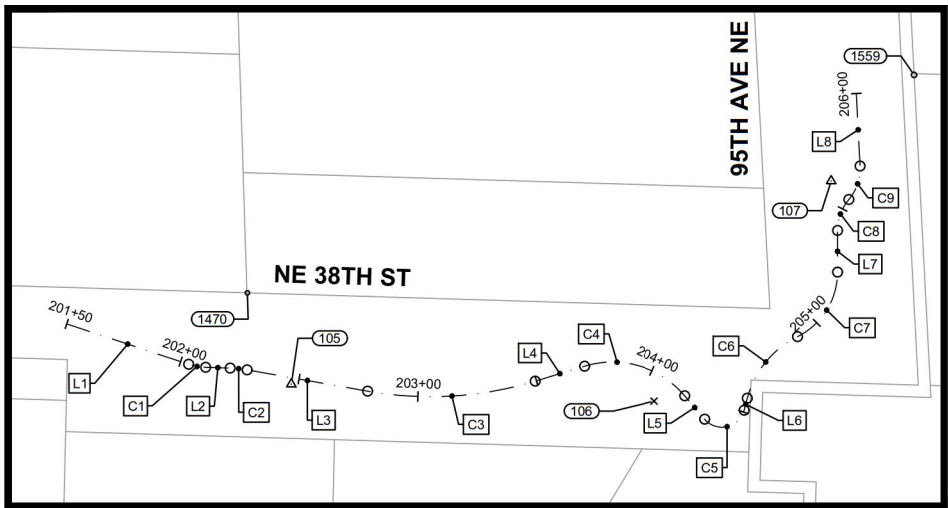 95TH AVE NE
1559
206+00
L8
107
C9
C8
L7
NE 38TH ST
201+50
1470
202+00
105
L1
C1
L2
C2
L3
203+00
C3
L4
C4
204+00
106
L5
C5
C6
205+00
C7
L6